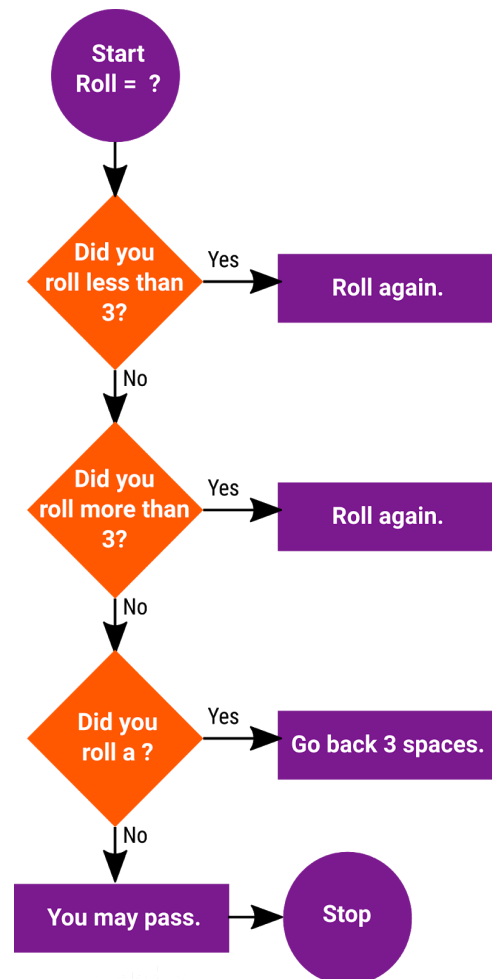 Start
Roll = ?
Did you
roll less than
3?
Yes
Roll again.
No
Did you
roll more than
3?
Yes
Roll again.
No
Did you
roll a ?
Yes
Go back 3 spaces.
No
You may pass.
Stop